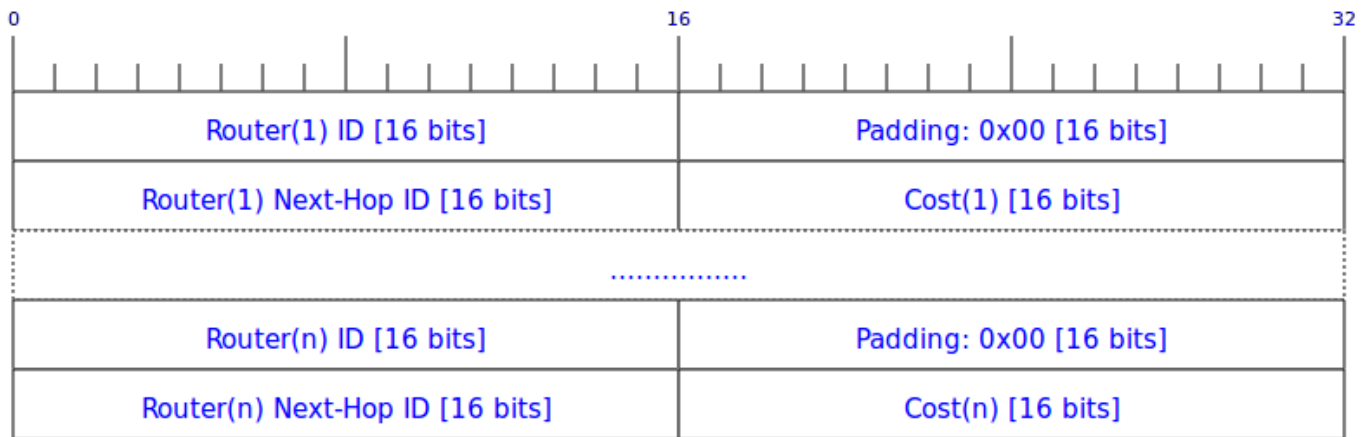 0 16 32
Router(1) ID [16 bits] Padding: 0x00 [16 bits]
Router(1) Next-Hop ID [16 bits] Cost(1) [16 bits]
................
Router(n) ID [16 bits] Padding: 0x00 [16 bits]
Router(n) Next-Hop ID [16 bits] Cost(n) [16 bits]